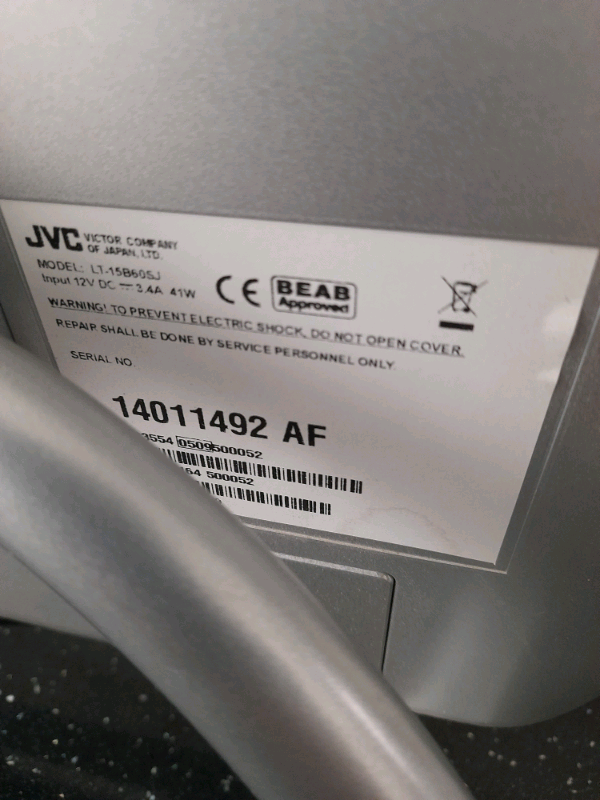 JVC VICTOR COMPANY
OF JAPAN, LTD.
MODEL: LT-15B60SJ
Input 12V DC ⎓ 3.4A 41W
CE
BEAB
Approved
WARNING! TO PREVENT ELECTRIC SHOCK, DO NOT OPEN COVER.
REPAIR SHALL BE DONE BY SERVICE PERSONNEL ONLY.
SERIAL NO.
14011492 AF
3554 0509500052
64 500052